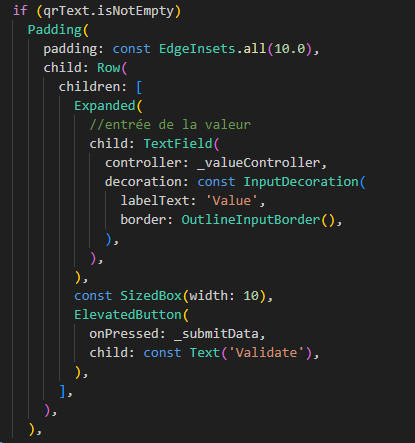 if (qrText.isNotEmpty)
  Padding(
    padding: const EdgeInsets.all(10.0),
    child: Row(
      children: [
        Expanded(
          //entrée de la valeur
          child: TextField(
            controller: _valueController,
            decoration: const InputDecoration(
              labelText: 'Value',
              border: OutlineInputBorder(),
            ),
          ),
        ),
        const SizedBox(width: 10),
        ElevatedButton(
          onPressed: _submitData,
          child: const Text('Validate'),
        ),
      ],
    ),
  ),